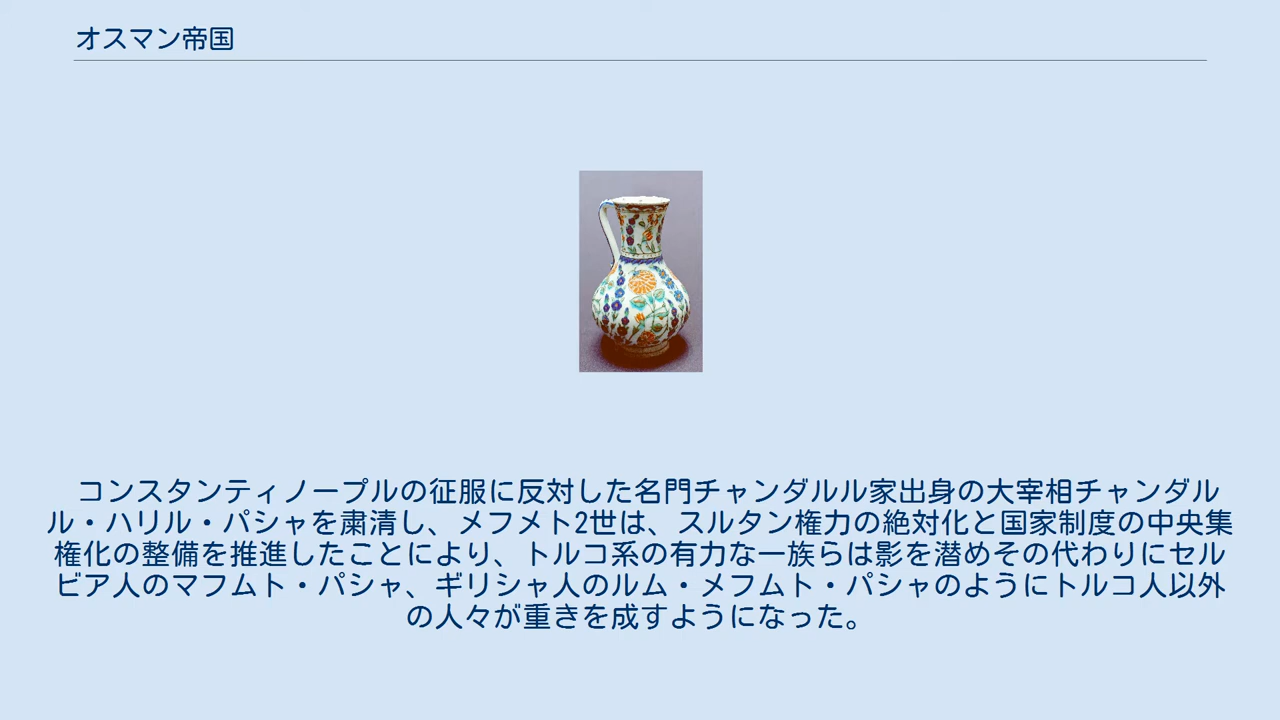 オスマン帝国
コンスタンティノープルの征服に反対した名門チャンダルル家出身の大宰相チャンダル
ル・ハリル・パシャを粛清し、メフメト2世は、スルタン権力の絶対化と国家制度の中央集
権化の整備を推進したことにより、トルコ系の有力な一族らは影を潜めその代わりにセル
ビア人のマフムト・パシャ、ギリシャ人のルム・メフムト・パシャのようにトルコ人以外
の人々が重きを成すようになった。